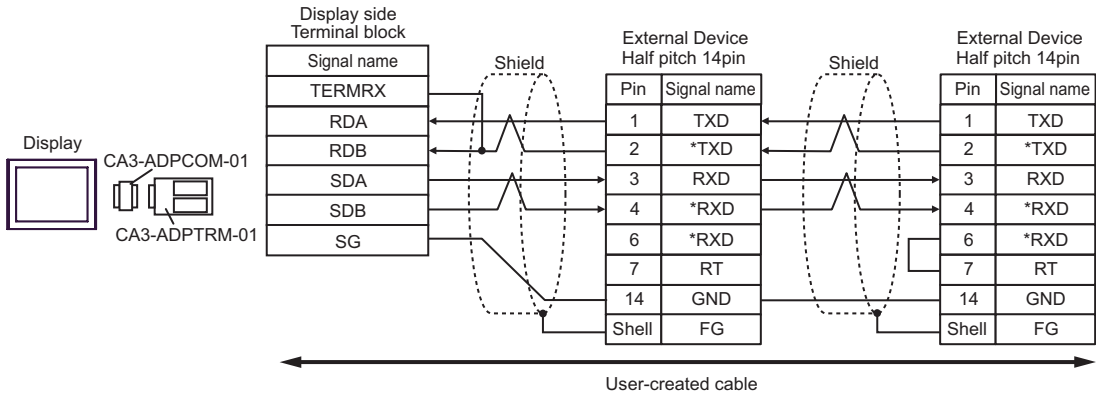 Display side
Terminal block
Signal name
TERMRX
RDA
RDB
SDA
SDB
SG
Display
CA3-ADPCOM-01
CA3-ADPTRM-01
Shield
External Device
Half pitch 14pin
Pin Signal name
1 TXD
2 *TXD
3 RXD
4 *RXD
6 *RXD
7 RT
14 GND
Shell FG
Shield
External Device
Half pitch 14pin
Pin Signal name
1 TXD
2 *TXD
3 RXD
4 *RXD
6 *RXD
7 RT
14 GND
Shell FG
User-created cable